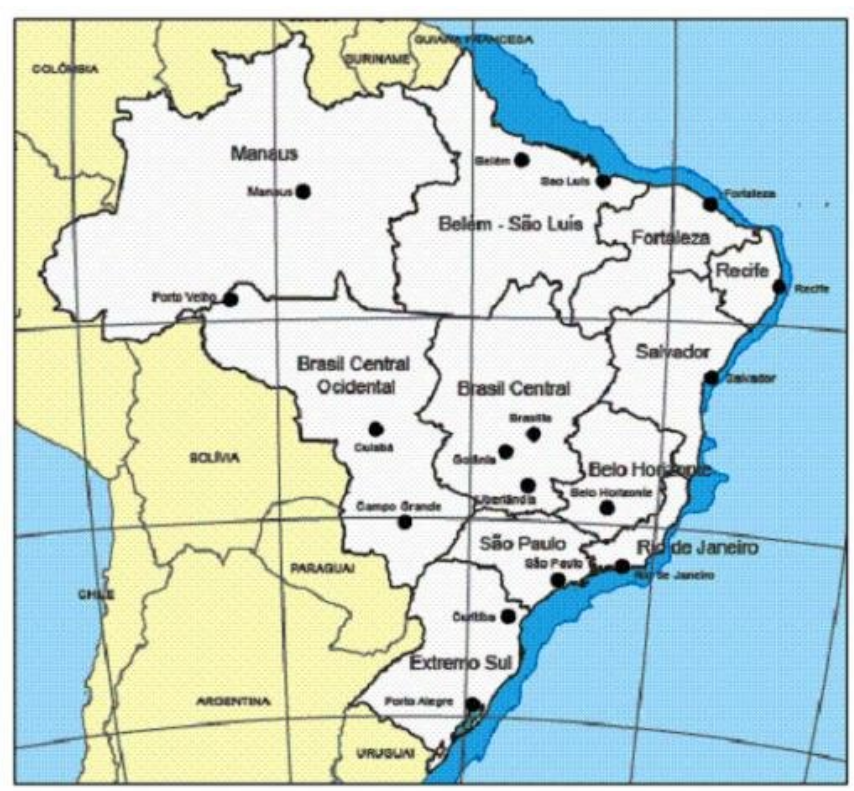 GUIANA FRANCESA
COLÔMBIA
SURINAME
Manaus
Manaus
Belém
Sao Luís
Fortaleza
Belém - São Luís
Fortaleza
Recife
Recife
Porto Velho
Salvador
Salvador
Brasil Central
Ocidental
Brasil Central
Brasília
Cuiabá
Goiânia
BOLÍVIA
Belo Horizonte
Uberlândia
Belo Horizonte
Campo Grande
São Paulo
Rio de Janeiro
São Paulo
Rio de Janeiro
PARAGUAI
CHILE
Curitiba
Extremo Sul
ARGENTINA
Porto Alegre
URUGUAI